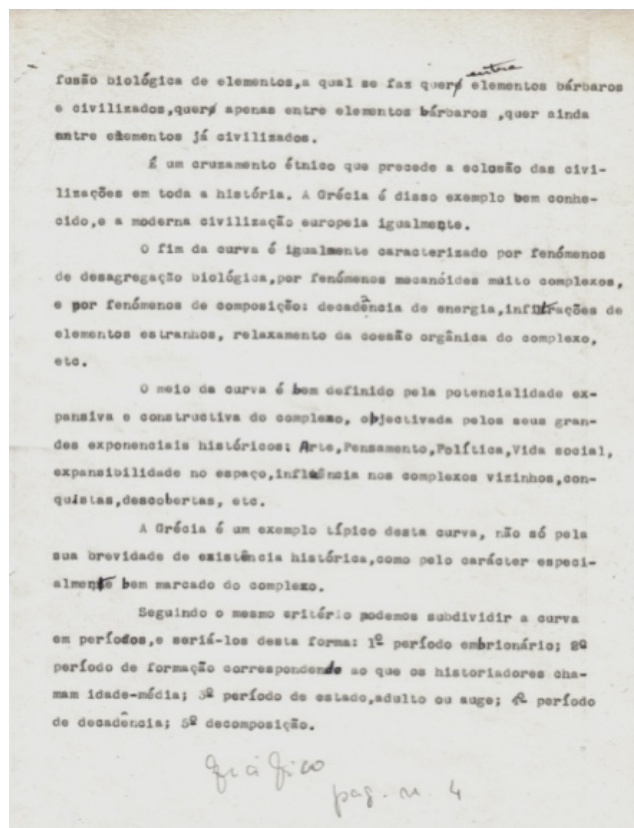 fusão biológica de elementos,a qual se faz quer entre elementos bárbaros
e civilizados,quer apenas entre elementos bárbaros ,quer ainda
entre elementos já civilizados.
É um cruzamento étnico que precede a eclosão das civi-
lizações em toda a história. A Grécia é disso exemplo bem conhe-
cido,e a moderna civilização europeia igualmente.
O fim da curva é igualmente caracterizado por fenómenos
de desagregação biológica,por fenómenos mecanóides muito complexos,
e por fenómenos de composição: decadência de energia,infiltrações de
elementos estranhos, relaxamento da coesão orgânica do complexo,
etc.
O meio da curva é bem definido pela potencialidade ex-
pansiva e constructiva do complexo, objectivada pelos seus gran-
des exponenciais históricos: Arte,Pensamento,Política,Vida social,
expansibilidade no espaço,influência nos complexos vizinhos,con-
quistas,descobertas, etc.
A Grécia é um exemplo típico desta curva, não só pela
sua brevidade de existência histórica,como pelo carácter especi-
almente bem marcado do complexo.
Seguindo o mesmo critério podemos subdividir a curva
em períodos,e seriá-los desta forma: 1º período embrionário; 2º
período de formação correspondendo ao que os historiadores cha-
mam idade-média; 3º período de estado,adulto ou auge; 4º período
de decadência; 5º decomposição.
gráfico
pag. n. 4